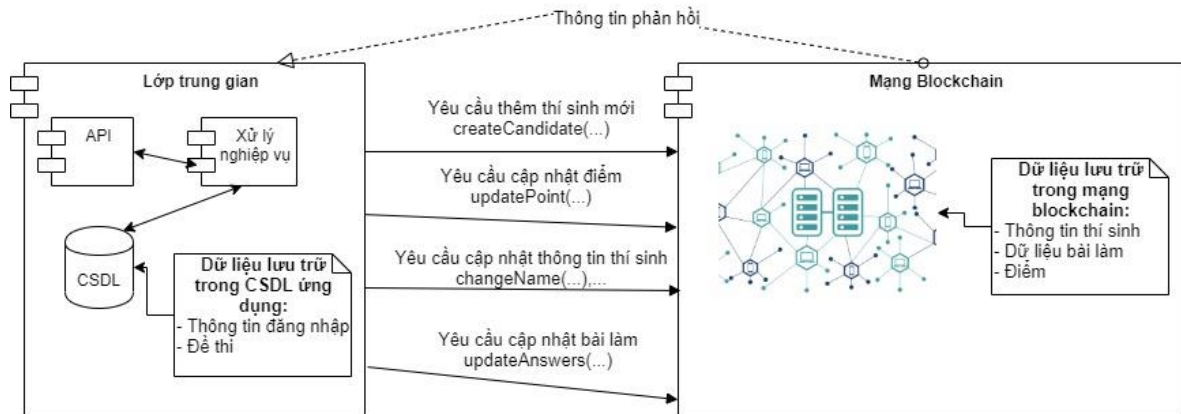 Thông tin phản hồi
Lớp trung gian
API
Xử lý
nghiệp vụ
CSDL
Dữ liệu lưu trữ
trong CSDL ứng
dụng:
- Thông tin đăng nhập
- Đề thi
Yêu cầu thêm thí sinh mới
createCandidate(...)
Yêu cầu cập nhật điểm
updatePoint(...)
Yêu cầu cập nhật thông tin thí sinh
changeName(...),...
Yêu cầu cập nhật bài làm
updateAnswers(...)
Mạng Blockchain
Dữ liệu lưu trữ
trong mạng
blockchain:
- Thông tin thí sinh
- Dữ liệu bài làm
- Điểm